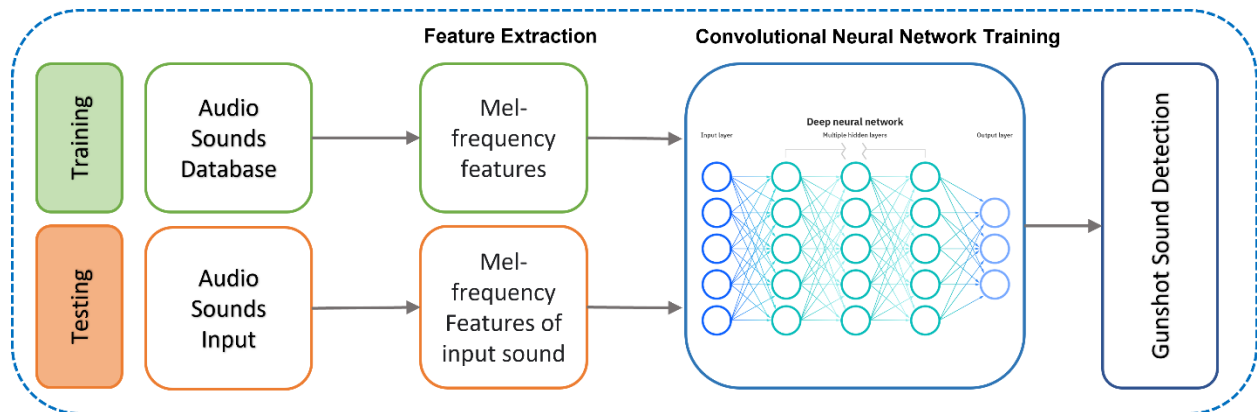 Feature Extraction
Convolutional Neural Network Training
Training
Audio
Sounds
Database
Mel-
frequency
features
Deep neural network
Input layer
Multiple hidden layers
Output layer
Gunshot Sound Detection
Testing
Audio
Sounds
Input
Mel-
frequency
Features of
input sound